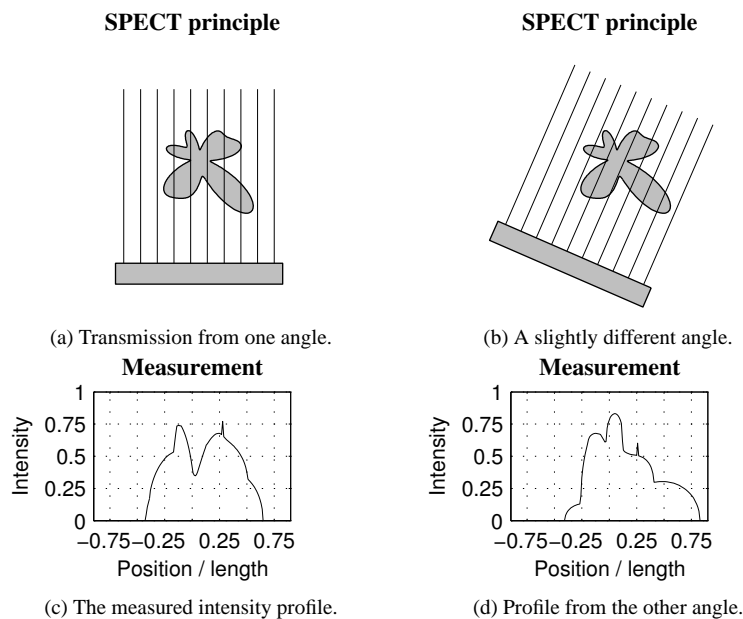 SPECT principle
SPECT principle
(a) Transmission from one angle.
(b) A slightly different angle.
Measurement
1
0.75
0.5
0.25
0
Intensity
−0.75 −0.25 0.25 0.75
Position / length
Measurement
1
0.75
0.5
0.25
0
Intensity
−0.75 −0.25 0.25 0.75
Position / length
(c) The measured intensity profile.
(d) Profile from the other angle.